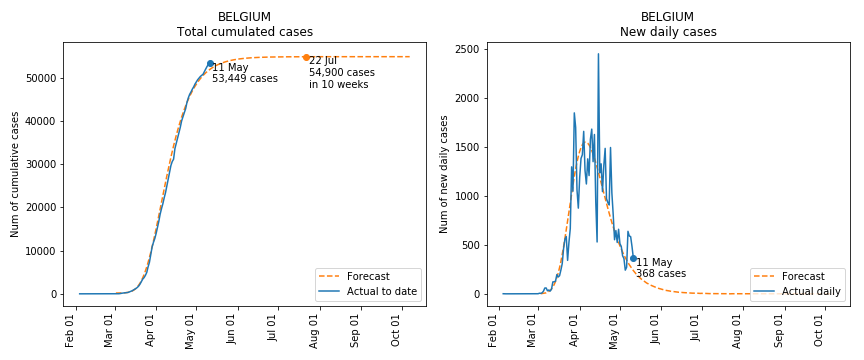 BELGIUM
Total cumulated cases
Num of cumulative cases
50000
40000
30000
20000
10000
0
11 May
53,449 cases
22 Jul
54,900 cases
in 10 weeks
Forecast
Actual to date
Feb 01
Mar 01
Apr 01
May 01
Jun 01
Jul 01
Aug 01
Sep 01
Oct 01
BELGIUM
New daily cases
Num of new daily cases
2500
2000
1500
1000
500
0
11 May
368 cases
Forecast
Actual daily
Feb 01
Mar 01
Apr 01
May 01
Jun 01
Jul 01
Aug 01
Sep 01
Oct 01